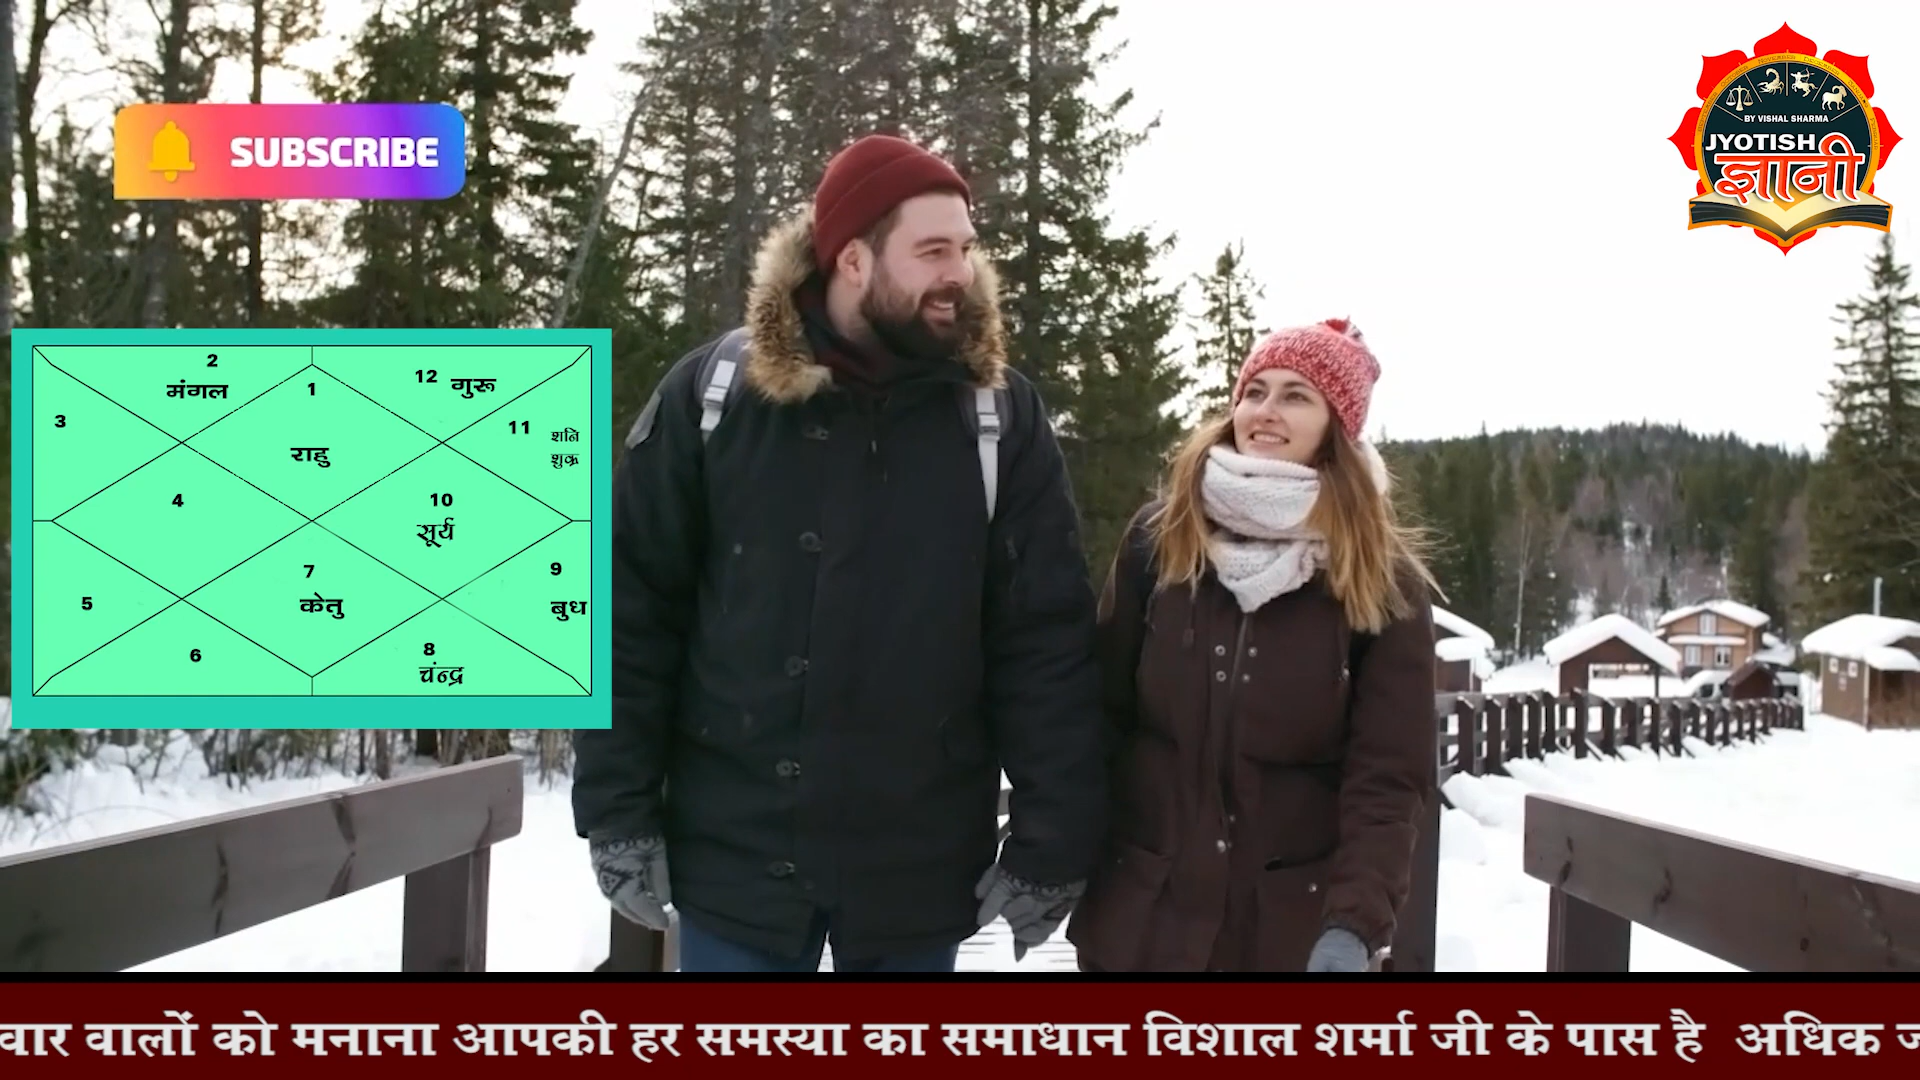 SUBSCRIBE
BY VISHAL SHARMA
JYOTISH
ज्ञानी
2
मंगल
1
12 गुरू
3
11 शनि
शुक्र
राहु
4
10
सूर्य
7
केतु
9
बुध
5
6
8
चंन्द्र
वार वालों को मनाना आपकी हर समस्या का समाधान विशाल शर्मा जी के पास है अधिक